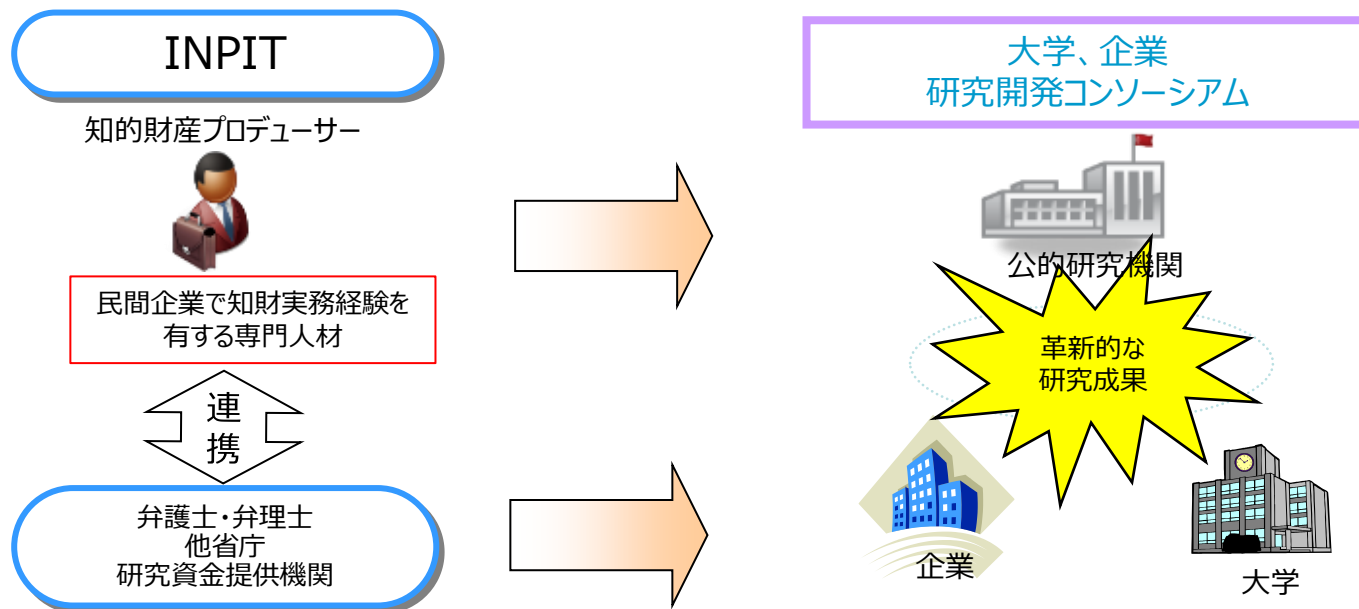 INPIT
知的財産プロデューサー
民間企業で知財実務経験を
有する専門人材
連
携
弁護士・弁理士
他省庁
研究資金提供機関
大学、企業
研究開発コンソーシアム
公的研究機関
革新的な
研究成果
企業
大学